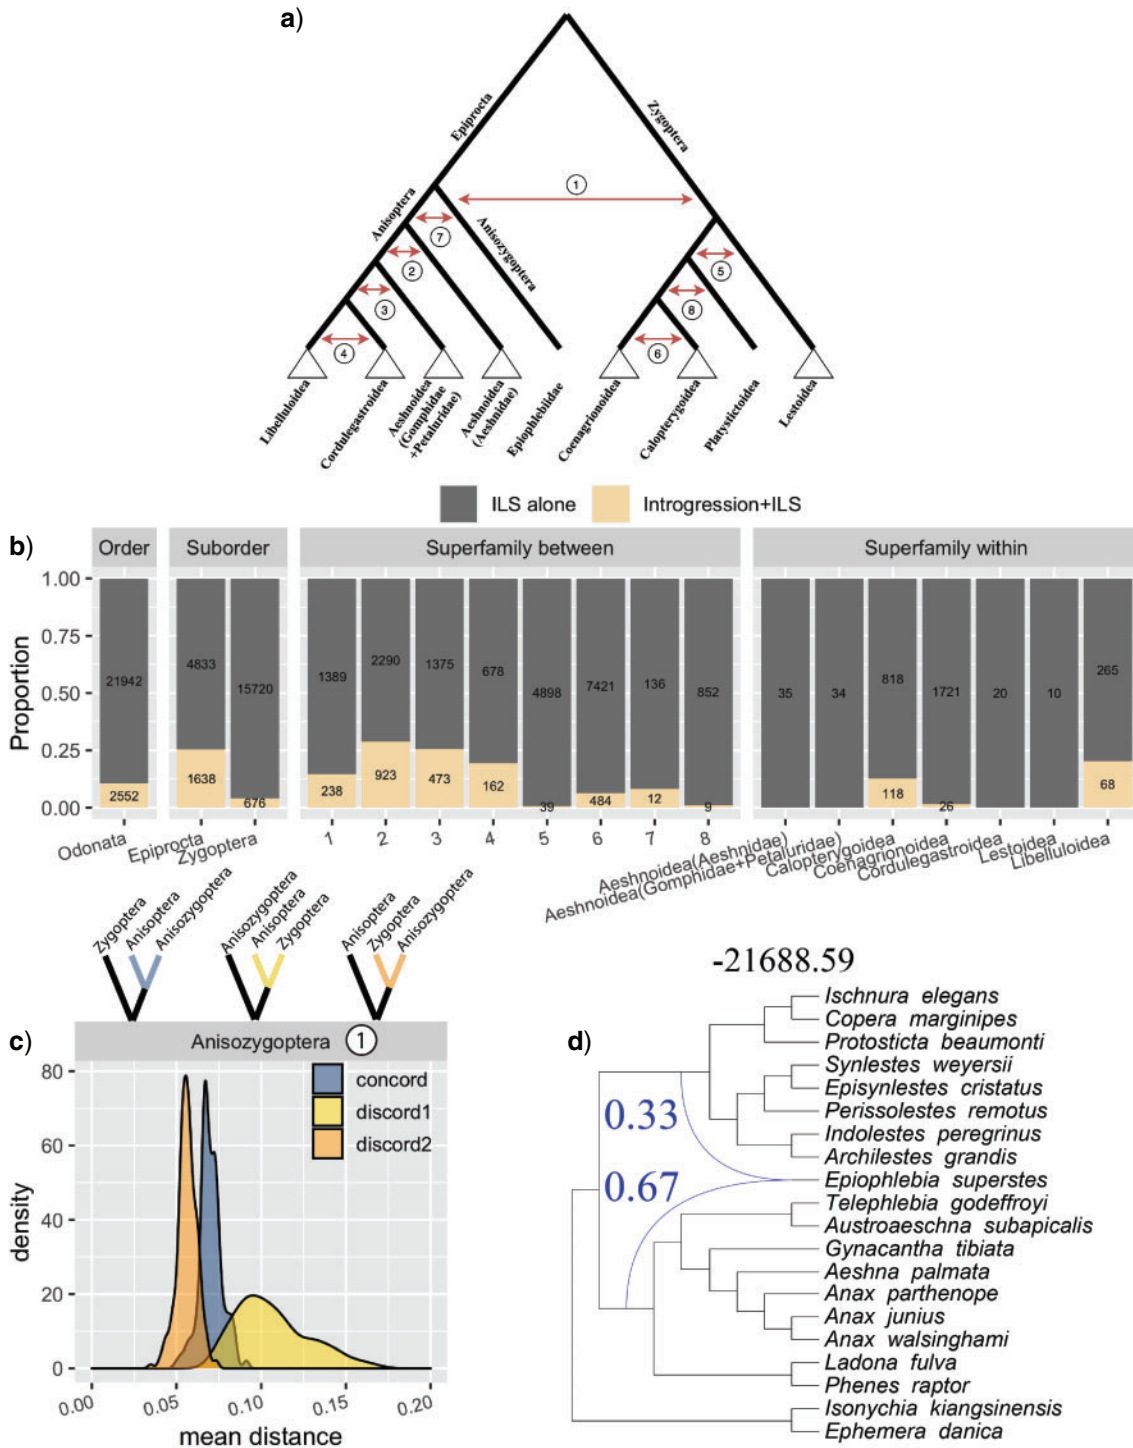 a)
Epiprocta
Zygoptera
1
Anisoptera
Anisozygoptera
7
2
5
3
8
4
6
Libelluloidea
Cordulegastroidea
Aeshnoidea
(Gomphidae
+Petaluridae)
Aeshnoidea
(Aeshnidae)
Epiophlebiidae
Coenagrionoidea
Calopterygoidea
Platystictoidea
Lestoidea
ILS alone
Introgression+ILS
b)
Order
Suborder
Superfamily between
Superfamily within
Proportion
1.00
0.75
0.50
0.25
0.00
21942
2552
4833
1638
15720
676
1389
238
2290
923
1375
473
678
162
4898
39
7421
484
136
12
852
9
35
34
818
118
1721
26
20
10
265
68
Odonata
Epiprocta
Zygoptera
1
2
3
4
5
6
7
8
Aeshnoidea(Aeshnidae)
Aeshnoidea(Gomphidae+Petaluridae)
Calopterygoidea
Coenagrionoidea
Cordulegastroidea
Lestoidea
Libelluloidea
Zygoptera
Anisoptera
Anisozygoptera
Anisozygoptera
Anisoptera
Zygoptera
Anisoptera
Zygoptera
Anisozygoptera
c)
Anisozygoptera 1
concord
discord1
discord2
density
80
60
40
20
0
0.00
0.05
0.10
0.15
0.20
mean distance
-21688.59
d)
0.33
0.67
Ischnura elegans
Copera marginipes
Protosticta beaumonti
Synlestes weyersii
Episynlestes cristatus
Perissolestes remotus
Indolestes peregrinus
Archilestes grandis
Epiophlebia superstes
Telephlebia godeffroyi
Austroaeschna subapicalis
Gynacantha tibiata
Aeshna palmata
Anax parthenope
Anax junius
Anax walsinghami
Ladona fulva
Phenes raptor
Isonychia kiangsinensis
Ephemera danica